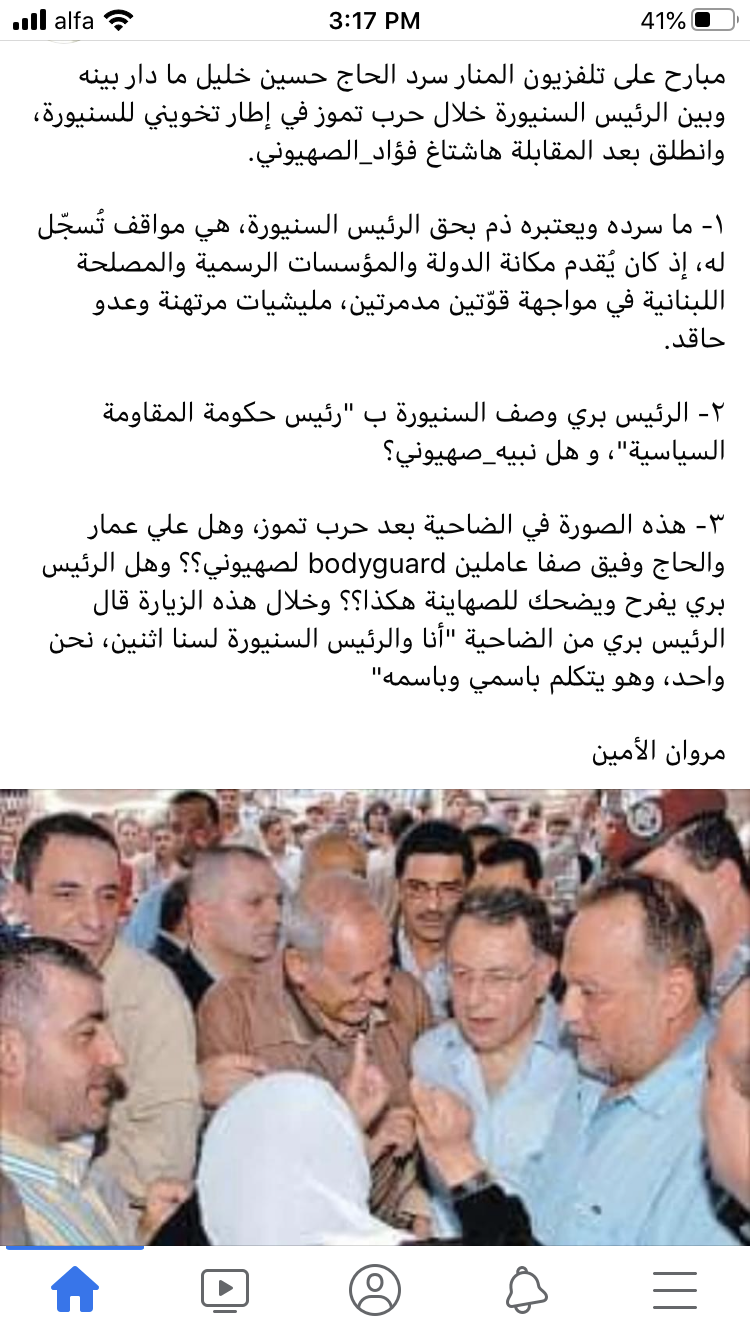 alfa
3:17 PM
41%
مبارح على تلفزيون المنار سرد الحاج حسين خليل ما دار بينه
وبين الرئيس السنيورة خلال حرب تموز في إطار تخويني للسنيورة،
وانطلق بعد المقابلة هاشتاغ فؤاد_الصهيوني.
١- ما سرده ويعتبره ذم بحق الرئيس السنيورة، هي مواقف تُسجّل
له، إذ كان يُقدم مكانة الدولة والمؤسسات الرسمية والمصلحة
اللبنانية في مواجهة قوّتين مدمرتين، مليشيات مرتهنة وعدو
حاقد.
٢- الرئيس بري وصف السنيورة ب "رئيس حكومة المقاومة
السياسية"، و هل نبيه_صهيوني؟
٣- هذه الصورة في الضاحية بعد حرب تموز، وهل علي عمار
والحاج وفيق صفا عاملين bodyguard لصهيوني؟؟ وهل الرئيس
بري يفرح ويضحك للصهاينة هكذا؟؟ وخلال هذه الزيارة قال
الرئيس بري من الضاحية "أنا والرئيس السنيورة لسنا اثنين، نحن
واحد، وهو يتكلم باسمي وباسمه"
مروان الأمين